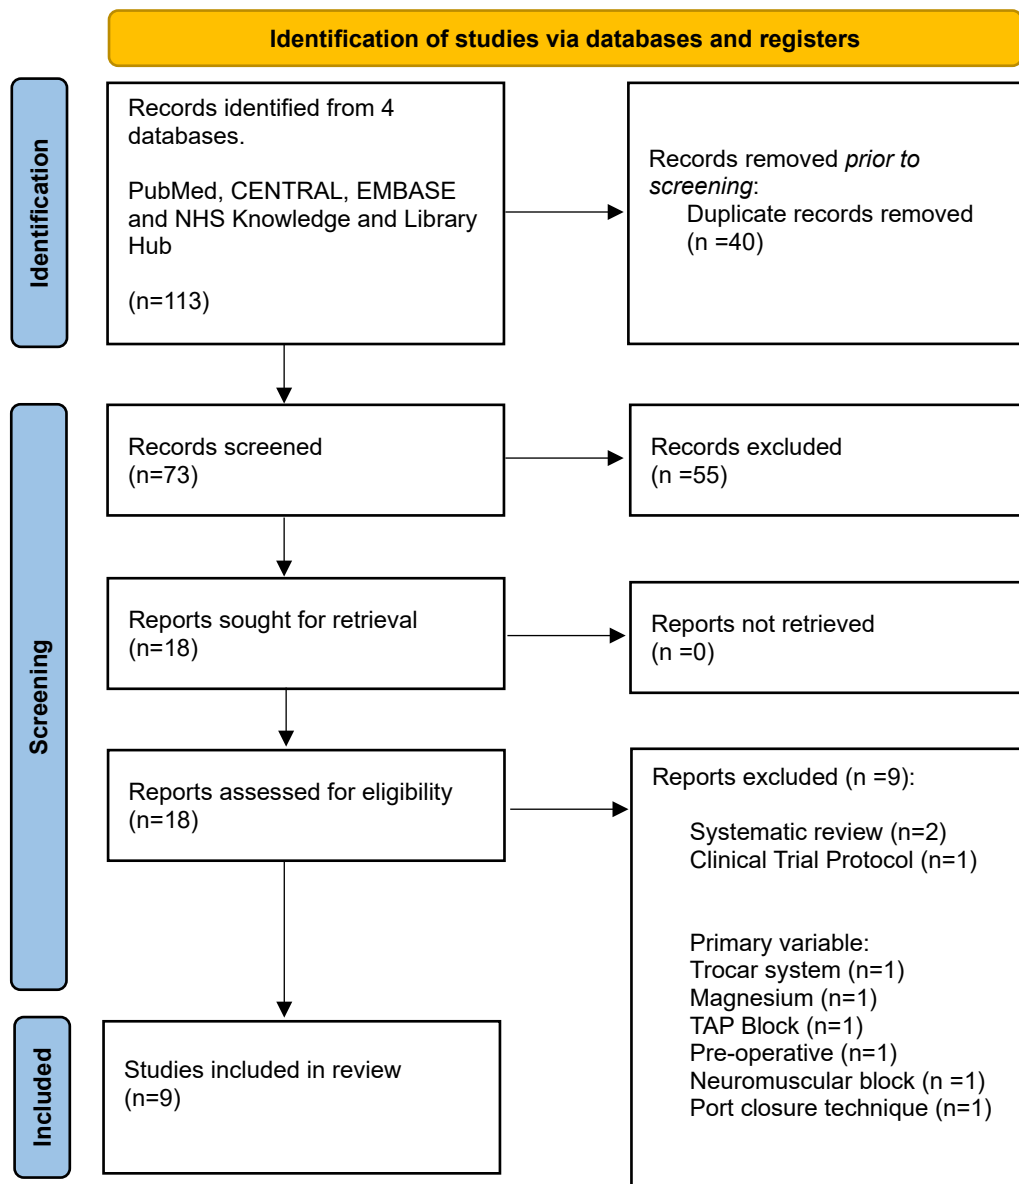 Identification of studies via databases and registers
Identification
Records identified from 4
databases.
PubMed, CENTRAL, EMBASE
and NHS Knowledge and Library
Hub
(n=113)
Records removed prior to
screening:
Duplicate records removed
(n =40)
Screening
Records screened
(n=73)
Records excluded
(n =55)
Reports sought for retrieval
(n=18)
Reports not retrieved
(n =0)
Reports assessed for eligibility
(n=18)
Reports excluded (n =9):
Systematic review (n=2)
Clinical Trial Protocol (n=1)
Primary variable:
Trocar system (n=1)
Magnesium (n=1)
TAP Block (n=1)
Pre-operative (n=1)
Neuromuscular block (n =1)
Port closure technique (n=1)
Included
Studies included in review
(n=9)